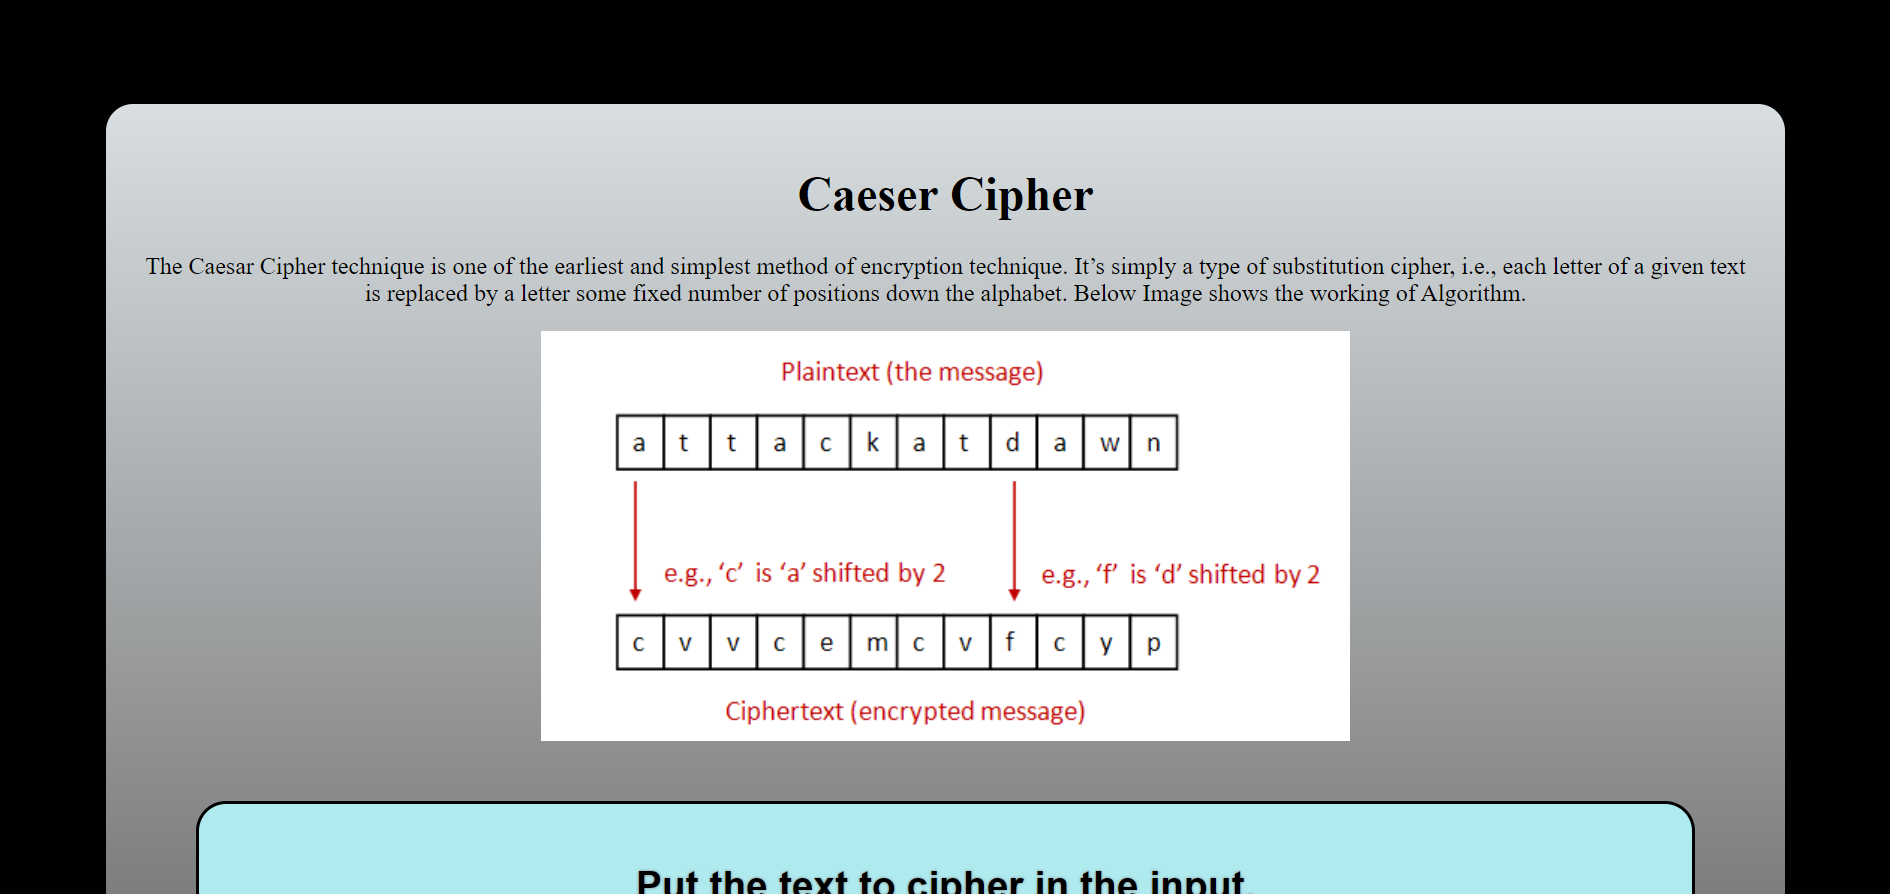 Caeser Cipher
The Caesar Cipher technique is one of the earliest and simplest method of encryption technique. It’s simply a type of substitution cipher, i.e., each letter of a given text
is replaced by a letter some fixed number of positions down the alphabet. Below Image shows the working of Algorithm.
Plaintext (the message)
a t t a c k a t d a w n
e.g., ‘c’ is ‘a’ shifted by 2 e.g., ‘f’ is ‘d’ shifted by 2
c v v c e m c v f c y p
Ciphertext (encrypted message)
Put the text to cipher in the input.